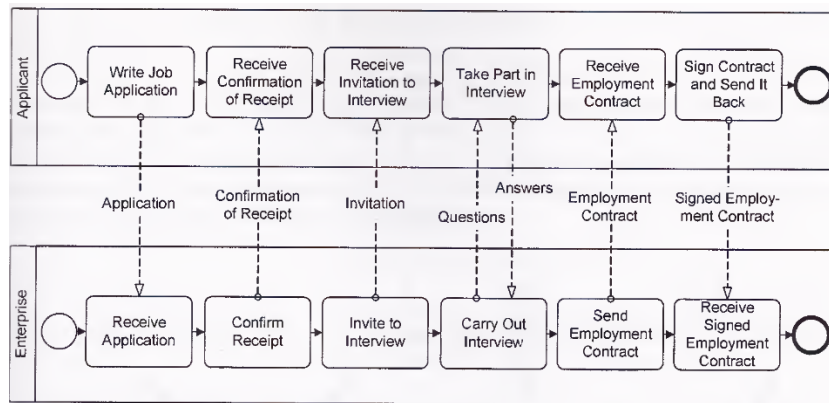 Applicant
Write Job
Application
Receive
Confirmation
of Receipt
Receive
Invitation to
Interview
Take Part in
Interview
Receive
Employment
Contract
Sign Contract
and Send It
Back
Application
Confirmation
of Receipt
Invitation
Questions
Answers
Employment
Contract
Signed Employ-
ment Contract
Enterprise
Receive
Application
Confirm
Receipt
Invite to
Interview
Carry Out
Interview
Send
Employment
Contract
Receive
Signed
Employment
Contract